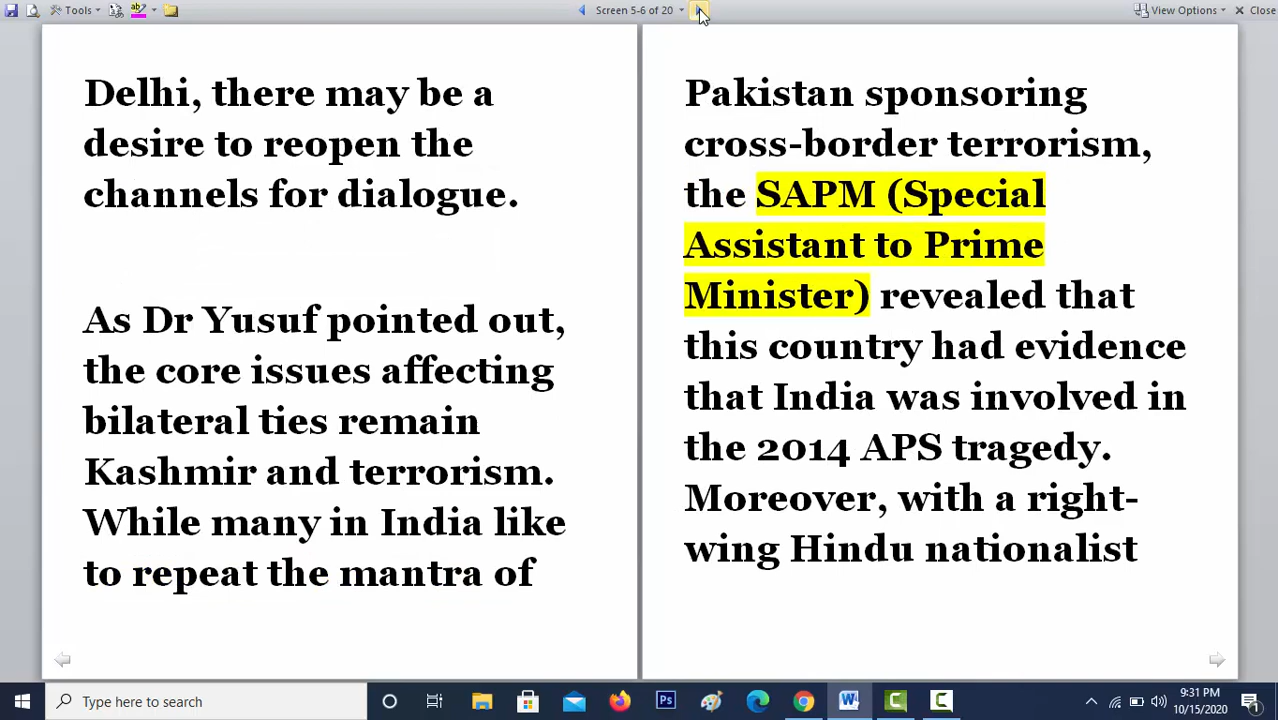 Tools
Screen 5-6 of 20
View Options
Close
Delhi, there may be a
desire to reopen the
channels for dialogue.
As Dr Yusuf pointed out,
the core issues affecting
bilateral ties remain
Kashmir and terrorism.
While many in India like
to repeat the mantra of
Pakistan sponsoring
cross-border terrorism,
the SAPM (Special
Assistant to Prime
Minister) revealed that
this country had evidence
that India was involved in
the 2014 APS tragedy.
Moreover, with a right-
wing Hindu nationalist
Type here to search
Ps
9:31 PM
10/15/2020